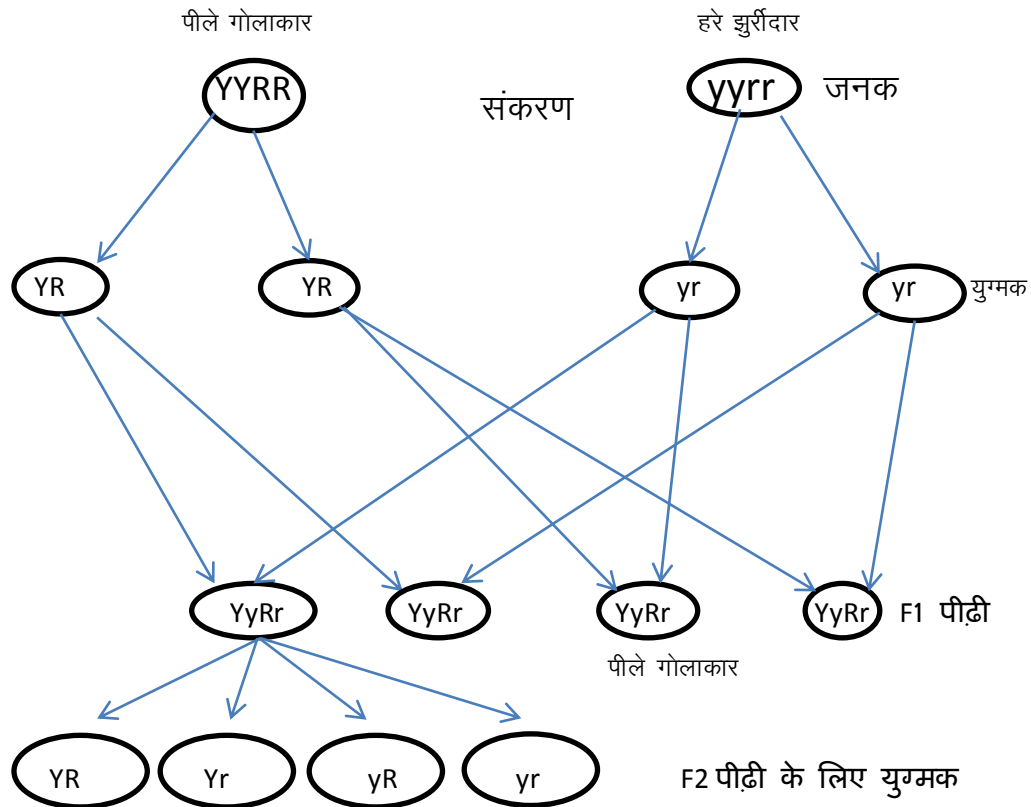 पीले गोलाकार
हरे झुर्रीदार
YYRR
संकरण
yyrr
जनक
YR
YR
yr
yr
युग्मक
YyRr
YyRr
YyRr
YyRr
F1 पीढ़ी
पीले गोलाकार
YR
Yr
yR
yr
F2 पीढ़ी के लिए युग्मक